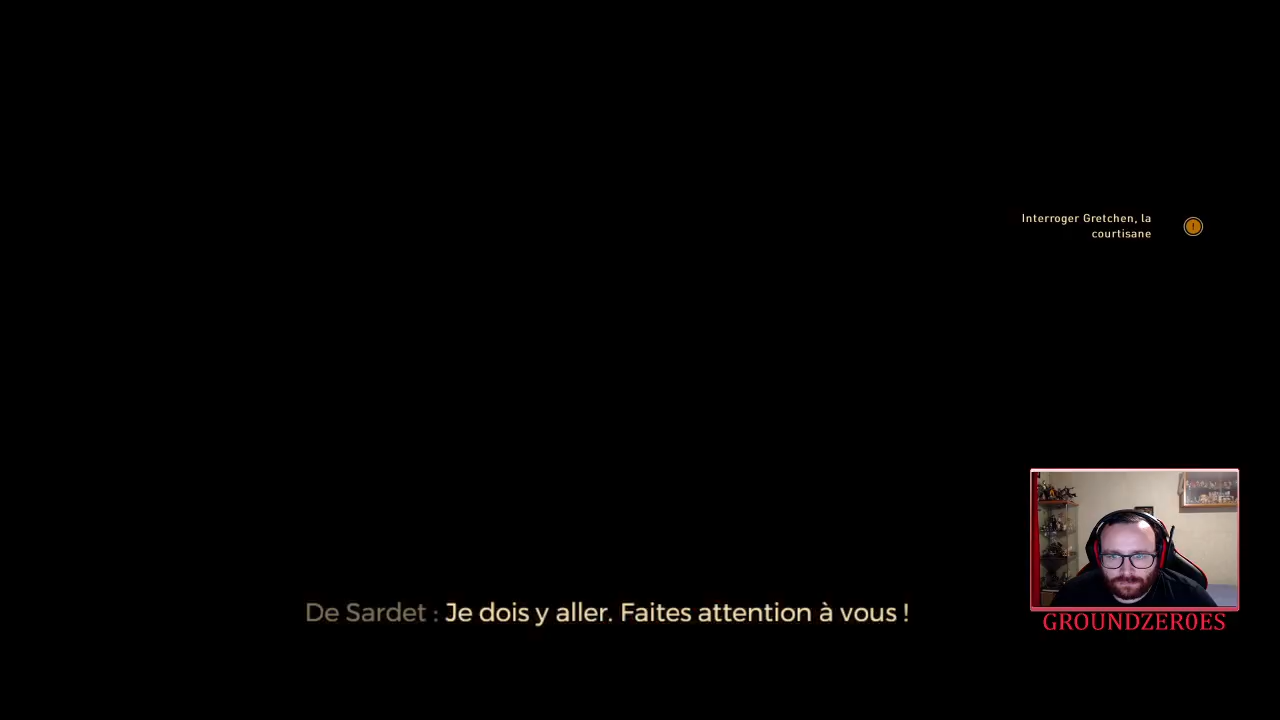 Interroger Gretchen, la
courtisane
De Sardet : Je dois y aller. Faites attention à vous !
GROUNDZER0ES